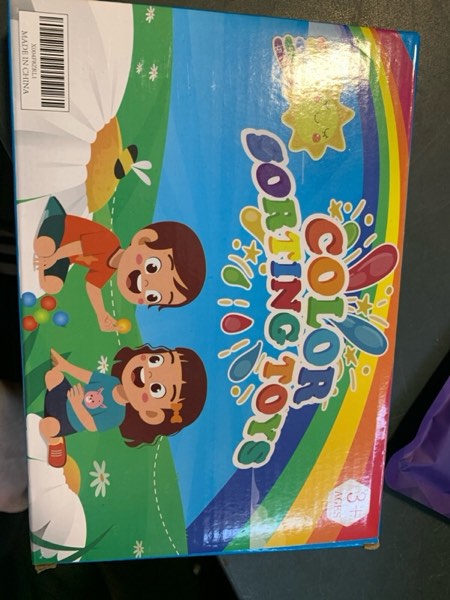 COLOR
SORTING TOYS
3+
MADE IN CHINA